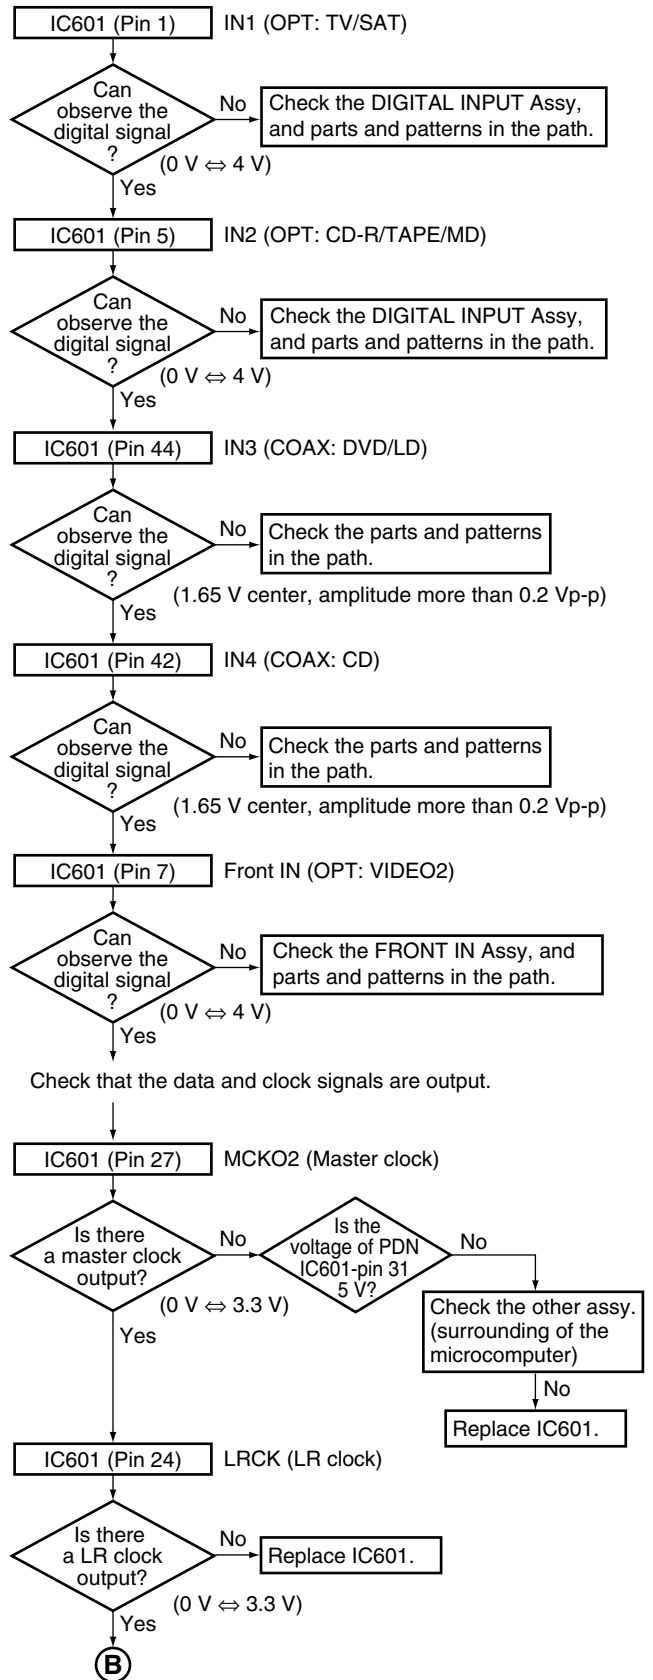 IC601 (Pin 1)
IN1 (OPT: TV/SAT)
Can
observe the
digital signal
?
No
Check the DIGITAL INPUT Assy,
and parts and patterns in the path.
(0 V ⇔ 4 V)
Yes
IC601 (Pin 5)
IN2 (OPT: CD-R/TAPE/MD)
Can
observe the
digital signal
?
No
Check the DIGITAL INPUT Assy,
and parts and patterns in the path.
(0 V ⇔ 4 V)
Yes
IC601 (Pin 44)
IN3 (COAX: DVD/LD)
Can
observe the
digital signal
?
No
Check the parts and patterns
in the path.
(1.65 V center, amplitude more than 0.2 Vp-p)
Yes
IC601 (Pin 42)
IN4 (COAX: CD)
Can
observe the
digital signal
?
No
Check the parts and patterns
in the path.
(1.65 V center, amplitude more than 0.2 Vp-p)
Yes
IC601 (Pin 7)
Front IN (OPT: VIDEO2)
Can
observe the
digital signal
?
No
Check the FRONT IN Assy, and
parts and patterns in the path.
(0 V ⇔ 4 V)
Yes
Check that the data and clock signals are output.
IC601 (Pin 27)
MCKO2 (Master clock)
Is there
a master clock
output?
No
Is the
voltage of PDN
IC601-pin 31
5 V?
No
(0 V ⇔ 3.3 V)
Yes
Check the other assy.
(surrounding of the
microcomputer)
No
Replace IC601.
IC601 (Pin 24)
LRCK (LR clock)
Is there
a LR clock
output?
No
Replace IC601.
(0 V ⇔ 3.3 V)
Yes
B